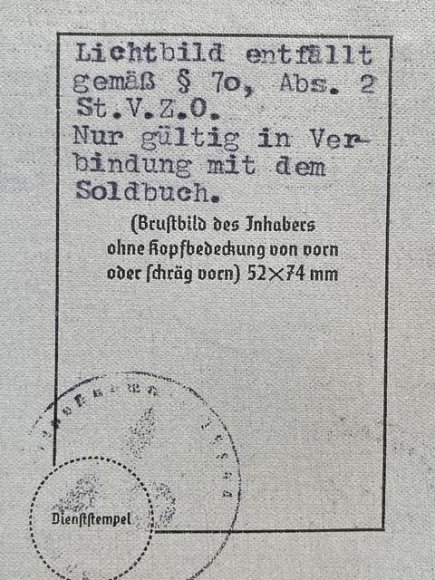 Lichtbild entfällt
gemäß § 70, Abs. 2
St.V.Z.O.
Nur gültig in Ver-
bindung mit dem
Soldbuch.
(Brustbild des Inhabers
ohne Kopfbedeckung von vorn
oder schräg vorn) 52×74 mm
Dienststempel